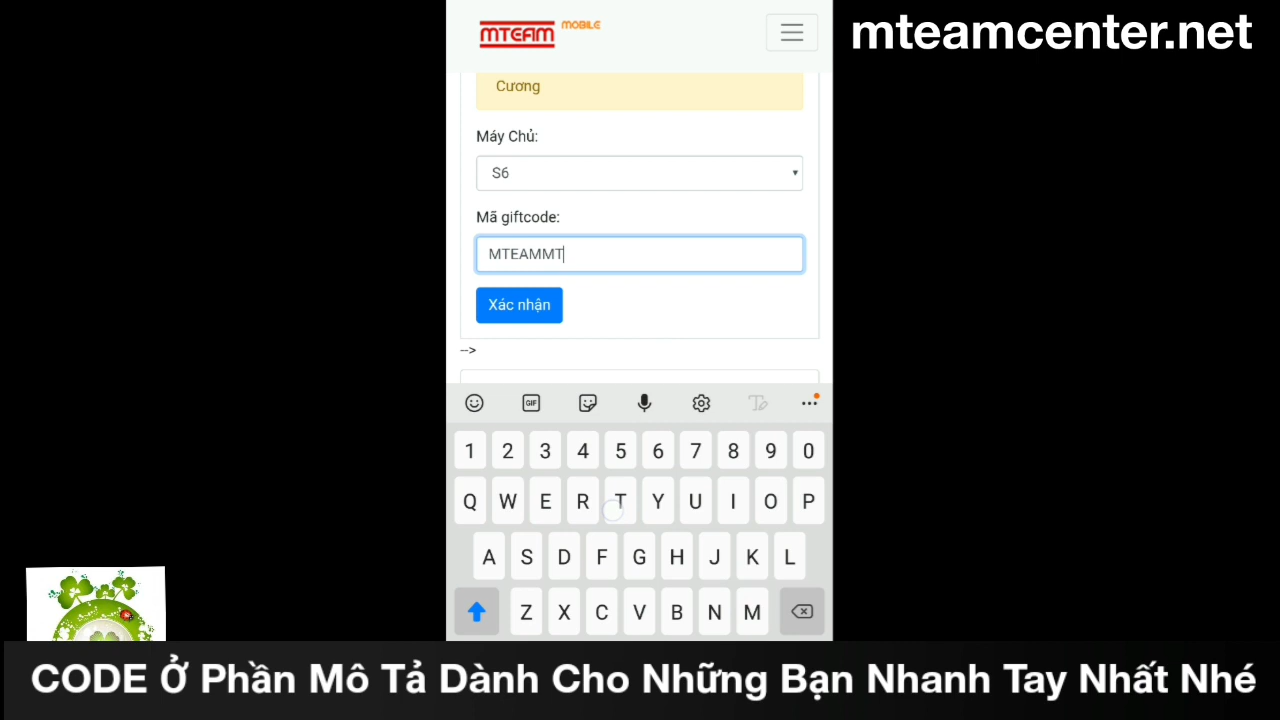 MTEAM MOBILE
mteamcenter.net
Cương
Máy Chủ:
S6
Mã giftcode:
MTEAMMT
Xác nhận
-->
GIF
1 2 3 4 5 6 7 8 9 0
Q W E R T Y U I O P
A S D F G H J K L
Z X C V B N M
CODE Ở Phần Mô Tả Dành Cho Những Bạn Nhanh Tay Nhất Nhé